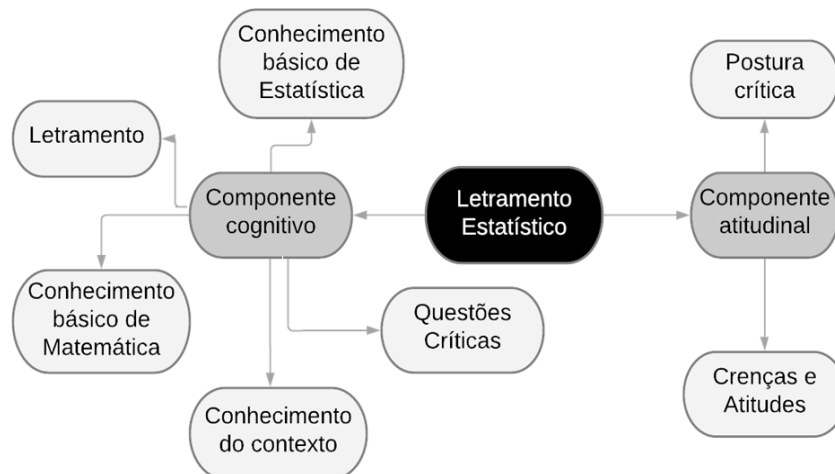 Conhecimento
básico de
Estatística
Postura
crítica
Letramento
Componente
cognitivo
Letramento
Estatístico
Componente
atitudinal
Conhecimento
básico de
Matemática
Questões
Críticas
Crenças e
Atitudes
Conhecimento
do contexto